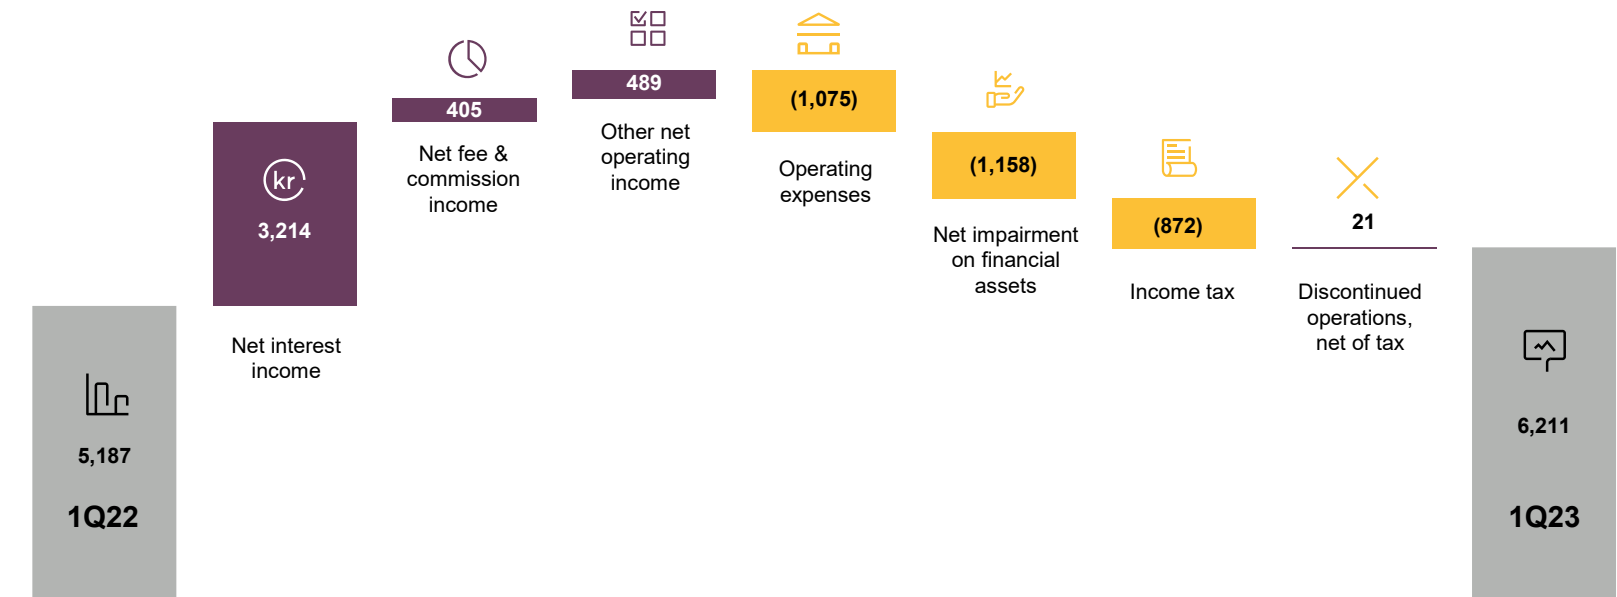 5,187
1Q22
kr
3,214
Net interest
income
405
Net fee &
commission
income
489
Other net
operating
income
(1,075)
Operating
expenses
(1,158)
Net impairment
on financial
assets
(872)
Income tax
21
Discontinued
operations,
net of tax
6,211
1Q23